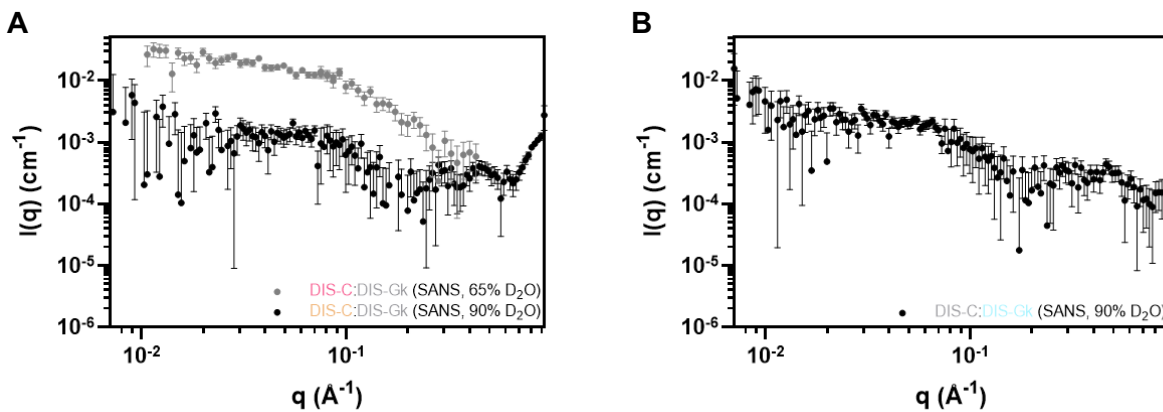 A
B
I(q) (cm⁻¹)
10⁻²
10⁻³
10⁻⁴
10⁻⁵
10⁻⁶
DIS-C:DIS-Gk (SANS, 65% D₂O)
DIS-C:DIS-Gk (SANS, 90% D₂O)
10⁻²
10⁻¹
q (Å⁻¹)
I(q) (cm⁻¹)
10⁻²
10⁻³
10⁻⁴
10⁻⁵
10⁻⁶
DIS-C:DIS-Gk (SANS, 90% D₂O)
10⁻²
10⁻¹
q (Å⁻¹)